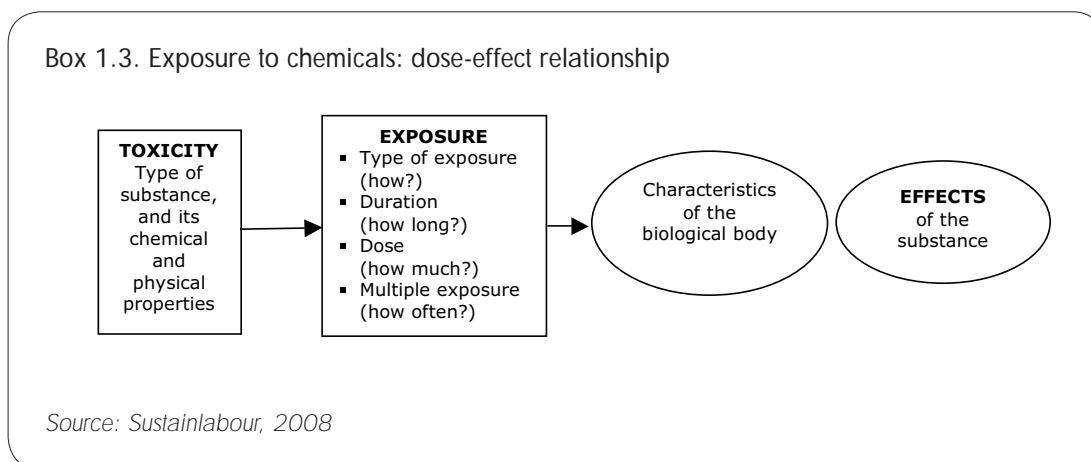 Box 1.3. Exposure to chemicals: dose-effect relationship
TOXICITY
Type of
substance,
and its
chemical
and
physical
properties
EXPOSURE
▪ Type of exposure
(how?)
▪ Duration
(how long?)
▪ Dose
(how much?)
▪ Multiple exposure
(how often?)
Characteristics
of the
biological body
EFFECTS
of the
substance
Source: Sustainlabour, 2008